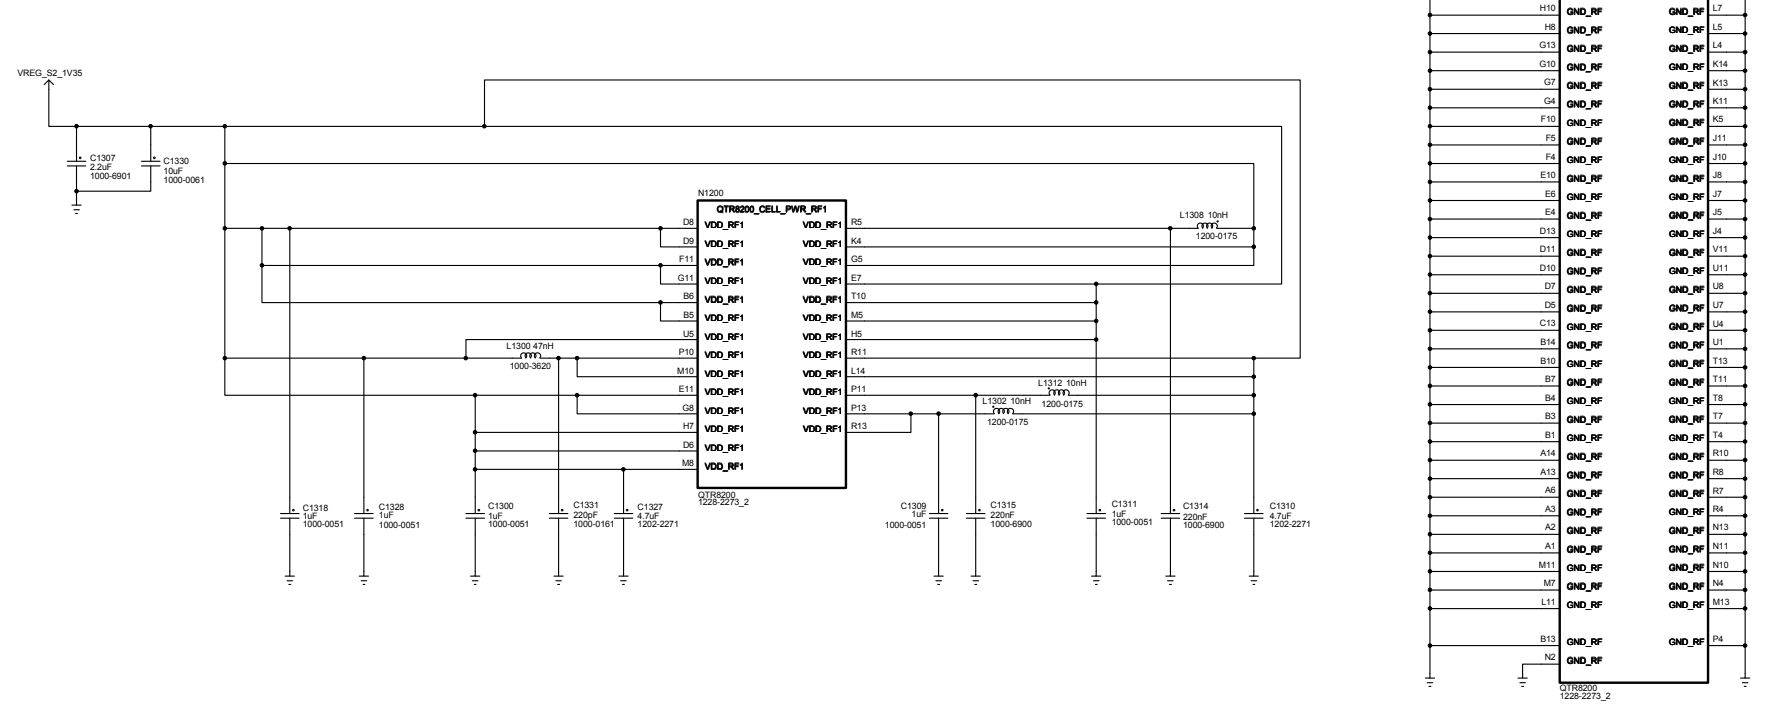 VREG_S2_1V35
C1307
2.2uF
1000-6901
C1330
10uF
1000-0061
N1200
QTR8200_CELL_PWR_RF1
D8 VDD_RF1 VDD_RF1 R5
D9 VDD_RF1 VDD_RF1 K4
F11 VDD_RF1 VDD_RF1 G5
G11 VDD_RF1 VDD_RF1 E7
B6 VDD_RF1 VDD_RF1 T10
B5 VDD_RF1 VDD_RF1 M5
U5 VDD_RF1 VDD_RF1 H5
P10 VDD_RF1 VDD_RF1 R11
M10 VDD_RF1 VDD_RF1 L14
E11 VDD_RF1 VDD_RF1 P11
G8 VDD_RF1 VDD_RF1 P13
H7 VDD_RF1 VDD_RF1 R13
D6 VDD_RF1
M8 VDD_RF1
QTR8200
1228-2273_2
L1308 10nH
1200-0175
L1300 47nH
1000-3620
L1312 10nH
1200-0175
L1302 10nH
1200-0175
C1318
1uF
1000-0051
C1328
1uF
1000-0051
C1300
1uF
1000-0051
C1331
220pF
1000-0161
C1327
4.7uF
1202-2271
C1309
1uF
1000-0051
C1315
220nF
1000-6900
C1311
1uF
1000-0051
C1314
220nF
1000-6900
C1310
4.7uF
1202-2271
H10 GND_RF GND_RF L7
H8 GND_RF GND_RF L5
G13 GND_RF GND_RF L4
G10 GND_RF GND_RF K14
G7 GND_RF GND_RF K13
G4 GND_RF GND_RF K11
F10 GND_RF GND_RF K5
F5 GND_RF GND_RF J11
F4 GND_RF GND_RF J10
E10 GND_RF GND_RF J8
E6 GND_RF GND_RF J7
E4 GND_RF GND_RF J5
D13 GND_RF GND_RF J4
D11 GND_RF GND_RF V11
D10 GND_RF GND_RF U11
D7 GND_RF GND_RF U8
D5 GND_RF GND_RF U7
C13 GND_RF GND_RF U4
B14 GND_RF GND_RF U1
B10 GND_RF GND_RF T13
B7 GND_RF GND_RF T11
B4 GND_RF GND_RF T8
B3 GND_RF GND_RF T7
B1 GND_RF GND_RF T4
A14 GND_RF GND_RF R10
A13 GND_RF GND_RF R8
A6 GND_RF GND_RF R7
A3 GND_RF GND_RF R4
A2 GND_RF GND_RF N13
A1 GND_RF GND_RF N11
M11 GND_RF GND_RF N10
M7 GND_RF GND_RF N4
L11 GND_RF GND_RF M13
B13 GND_RF GND_RF P4
N2 GND_RF
QTR8200
1228-2273_2